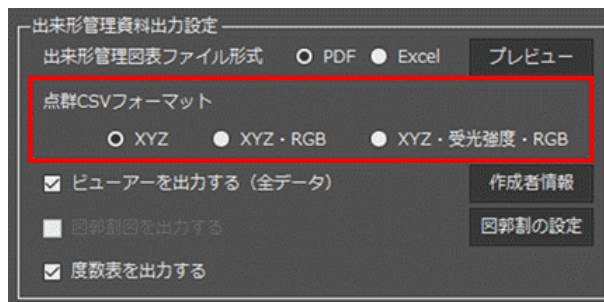 出来形管理資料出力設定
出来形管理図表ファイル形式 PDF Excel プレビュー
点群CSVフォーマット
XYZ XYZ・RGB XYZ・受光強度・RGB
ビューアーを出力する（全データ） 作成者情報
図郭割図を出力する 図郭割の設定
度数表を出力する